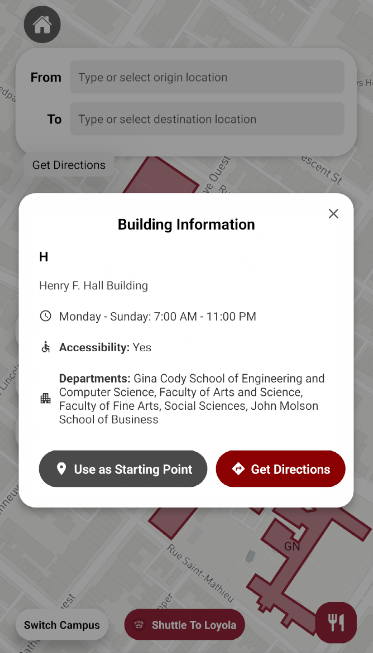 From Type or select origin location
To Type or select destination location
Get Directions
Building Information
H
Henry F. Hall Building
Monday - Sunday: 7:00 AM - 11:00 PM
Accessibility: Yes
Departments: Gina Cody School of Engineering and
Computer Science, Faculty of Arts and Science,
Faculty of Fine Arts, Social Sciences, John Molson
School of Business
Use as Starting Point
Get Directions
GN
Rue Saint-Mathieu
Switch Campus
Shuttle To Loyola